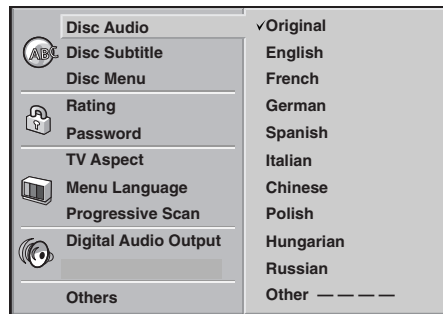 Disc Audio
ABC
Disc Subtitle
Disc Menu
Rating
Password
TV Aspect
Menu Language
Progressive Scan
Digital Audio Output
Others
✓Original
English
French
German
Spanish
Italian
Chinese
Polish
Hungarian
Russian
Other — — — —